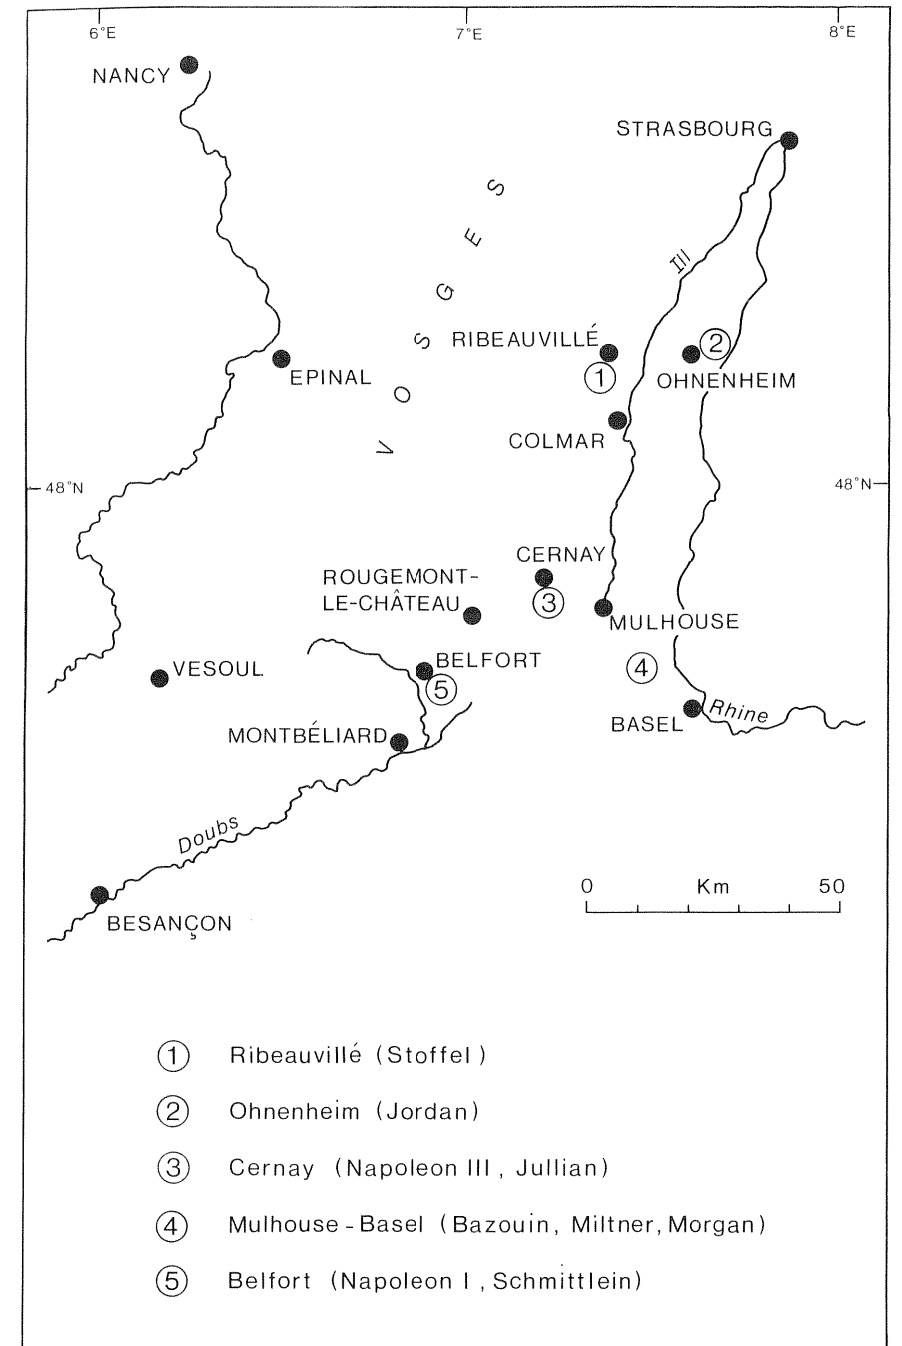 6°E
7°E
8°E
NANCY
STRASBOURG
VOSGES
Ill
RIBEAUVILLÉ
2
1
EPINAL
OHNENHEIM
COLMAR
48°N
48°N
CERNAY
ROUGEMONT-
LE-CHÂTEAU
3
MULHOUSE
VESOUL
BELFORT
4
5
Rhine
BASEL
MONTBÉLIARD
Doubs
0 Km 50
BESANÇON
1 Ribeauvillé (Stoffel)
2 Ohnenheim (Jordan)
3 Cernay (Napoleon III, Jullian)
4 Mulhouse-Basel (Bazouin, Miltner, Morgan)
5 Belfort (Napoleon I, Schmittlein)